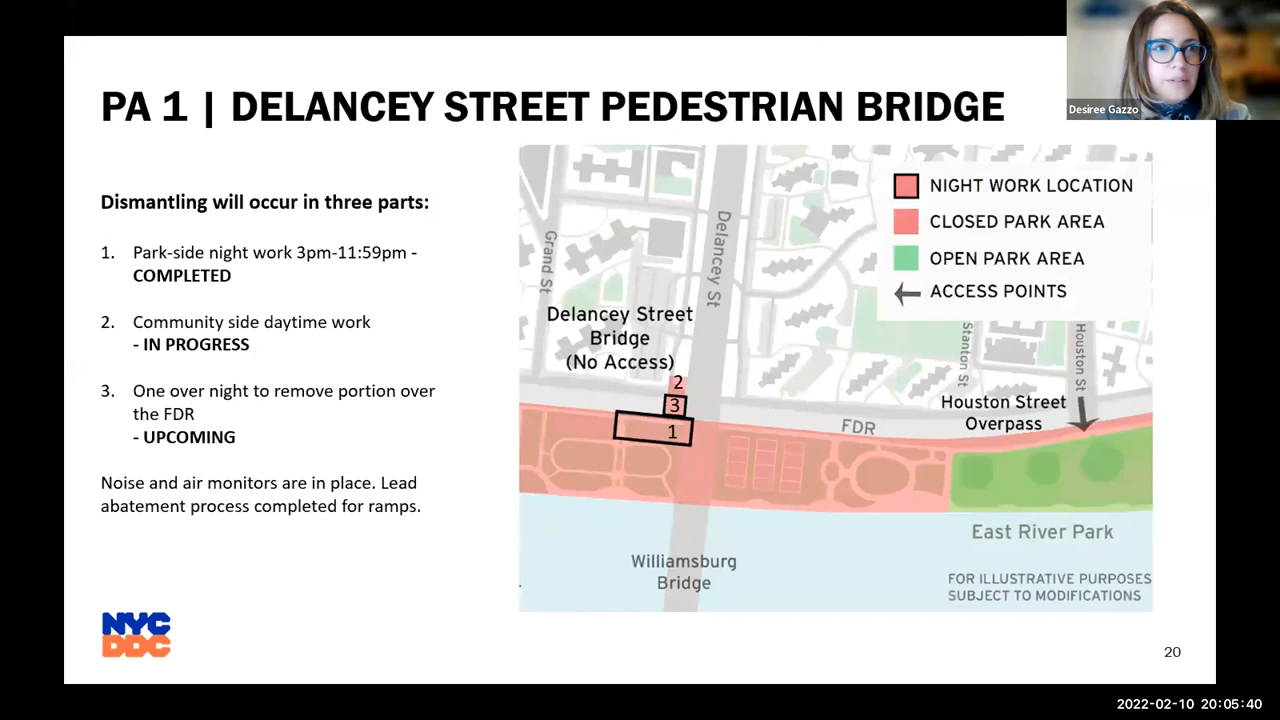 PA 1 | DELANCEY STREET PEDESTRIAN BRIDGE
Desiree Gazzo
Dismantling will occur in three parts:
1. Park-side night work 3pm-11:59pm -
COMPLETED
2. Community side daytime work
- IN PROGRESS
3. One over night to remove portion over
the FDR
- UPCOMING
Noise and air monitors are in place. Lead
abatement process completed for ramps.
NYC
DDC
NIGHT WORK LOCATION
CLOSED PARK AREA
OPEN PARK AREA
ACCESS POINTS
Grand St
Delancey St
Delancey Street
Bridge
(No Access)
2
3
1
Stanton St
Houston St
Houston Street
Overpass
FDR
East River Park
Williamsburg
Bridge
FOR ILLUSTRATIVE PURPOSES
SUBJECT TO MODIFICATIONS
20
2022-02-10 20:05:40